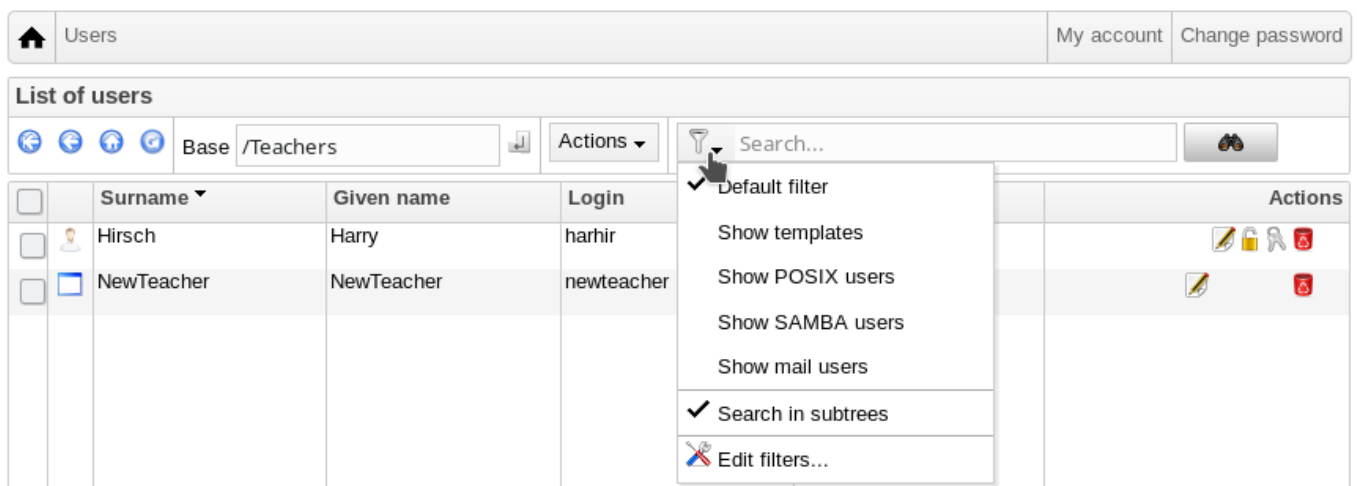 Users My account Change password
List of users
Base /Teachers Actions Search...
Surname Given name Login Actions
Hirsch Harry harhir
NewTeacher NewTeacher newteacher
Default filter
Show templates
Show POSIX users
Show SAMBA users
Show mail users
Search in subtrees
Edit filters...